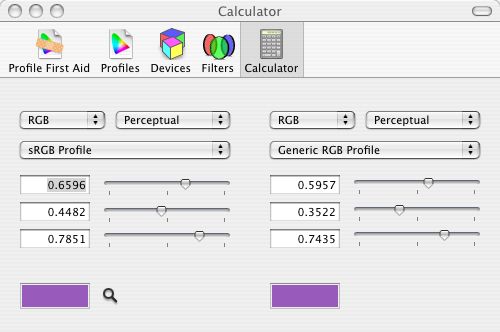 Calculator
Profile First Aid Profiles Devices Filters Calculator
RGB Perceptual RGB Perceptual
sRGB Profile Generic RGB Profile
0.6596 0.5957
0.4482 0.3522
0.7851 0.7435